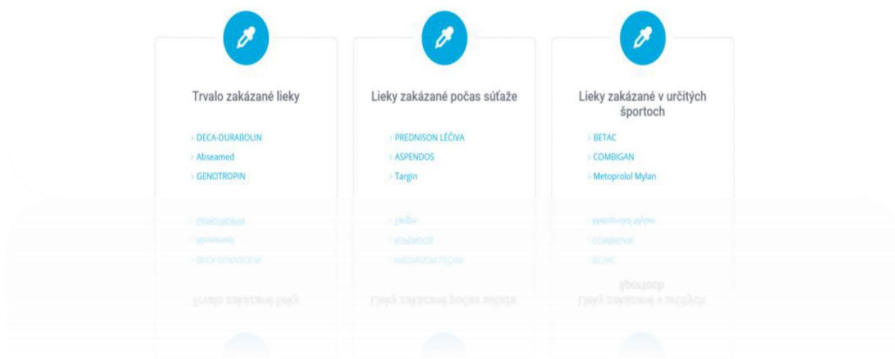 Trvalo zakázané lieky
› DECA-DURABOLIN
› Abseamed
› GENOTROPIN
Lieky zakázané počas súťaže
› PREDNISON LÉČIVA
› ASPENDOS
› Targin
Lieky zakázané v určitých
športoch
› BETAC
› COMBIGAN
› Metoprolol Mylan